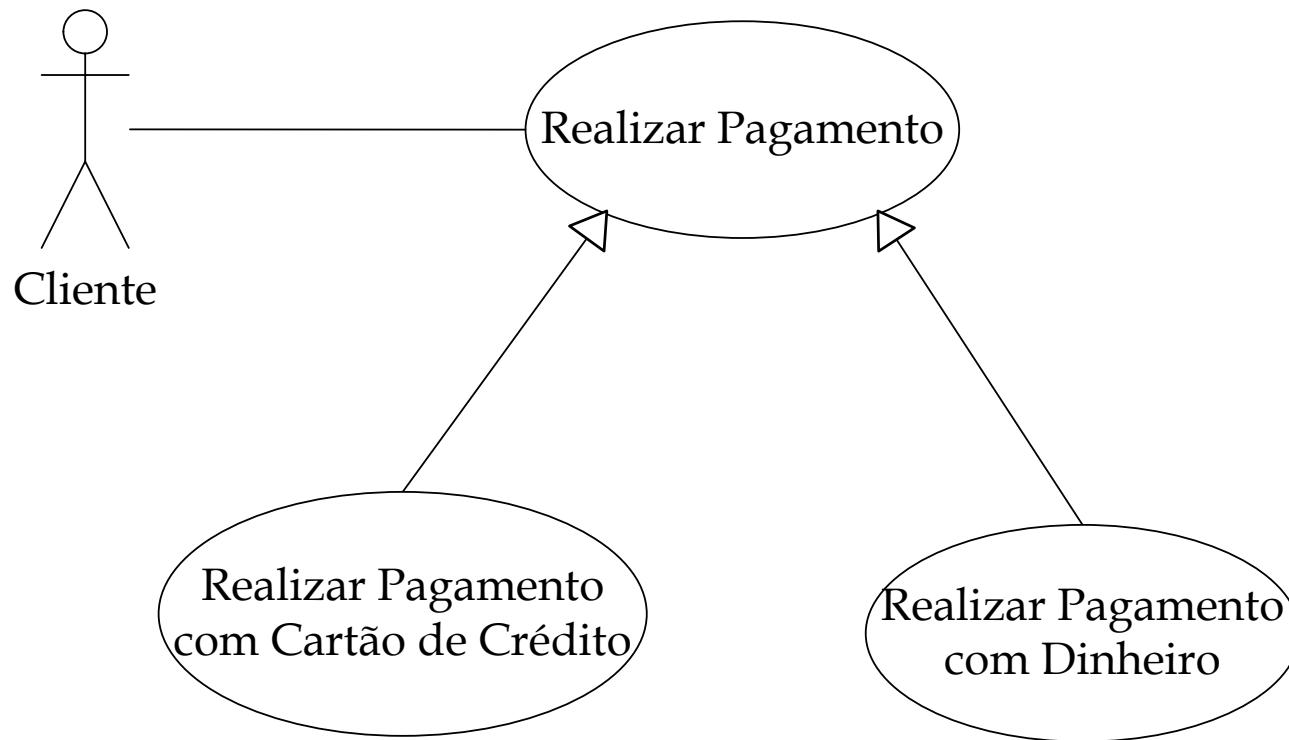 Realizar Pagamento
Cliente
Realizar Pagamento
com Cartão de Crédito
Realizar Pagamento
com Dinheiro